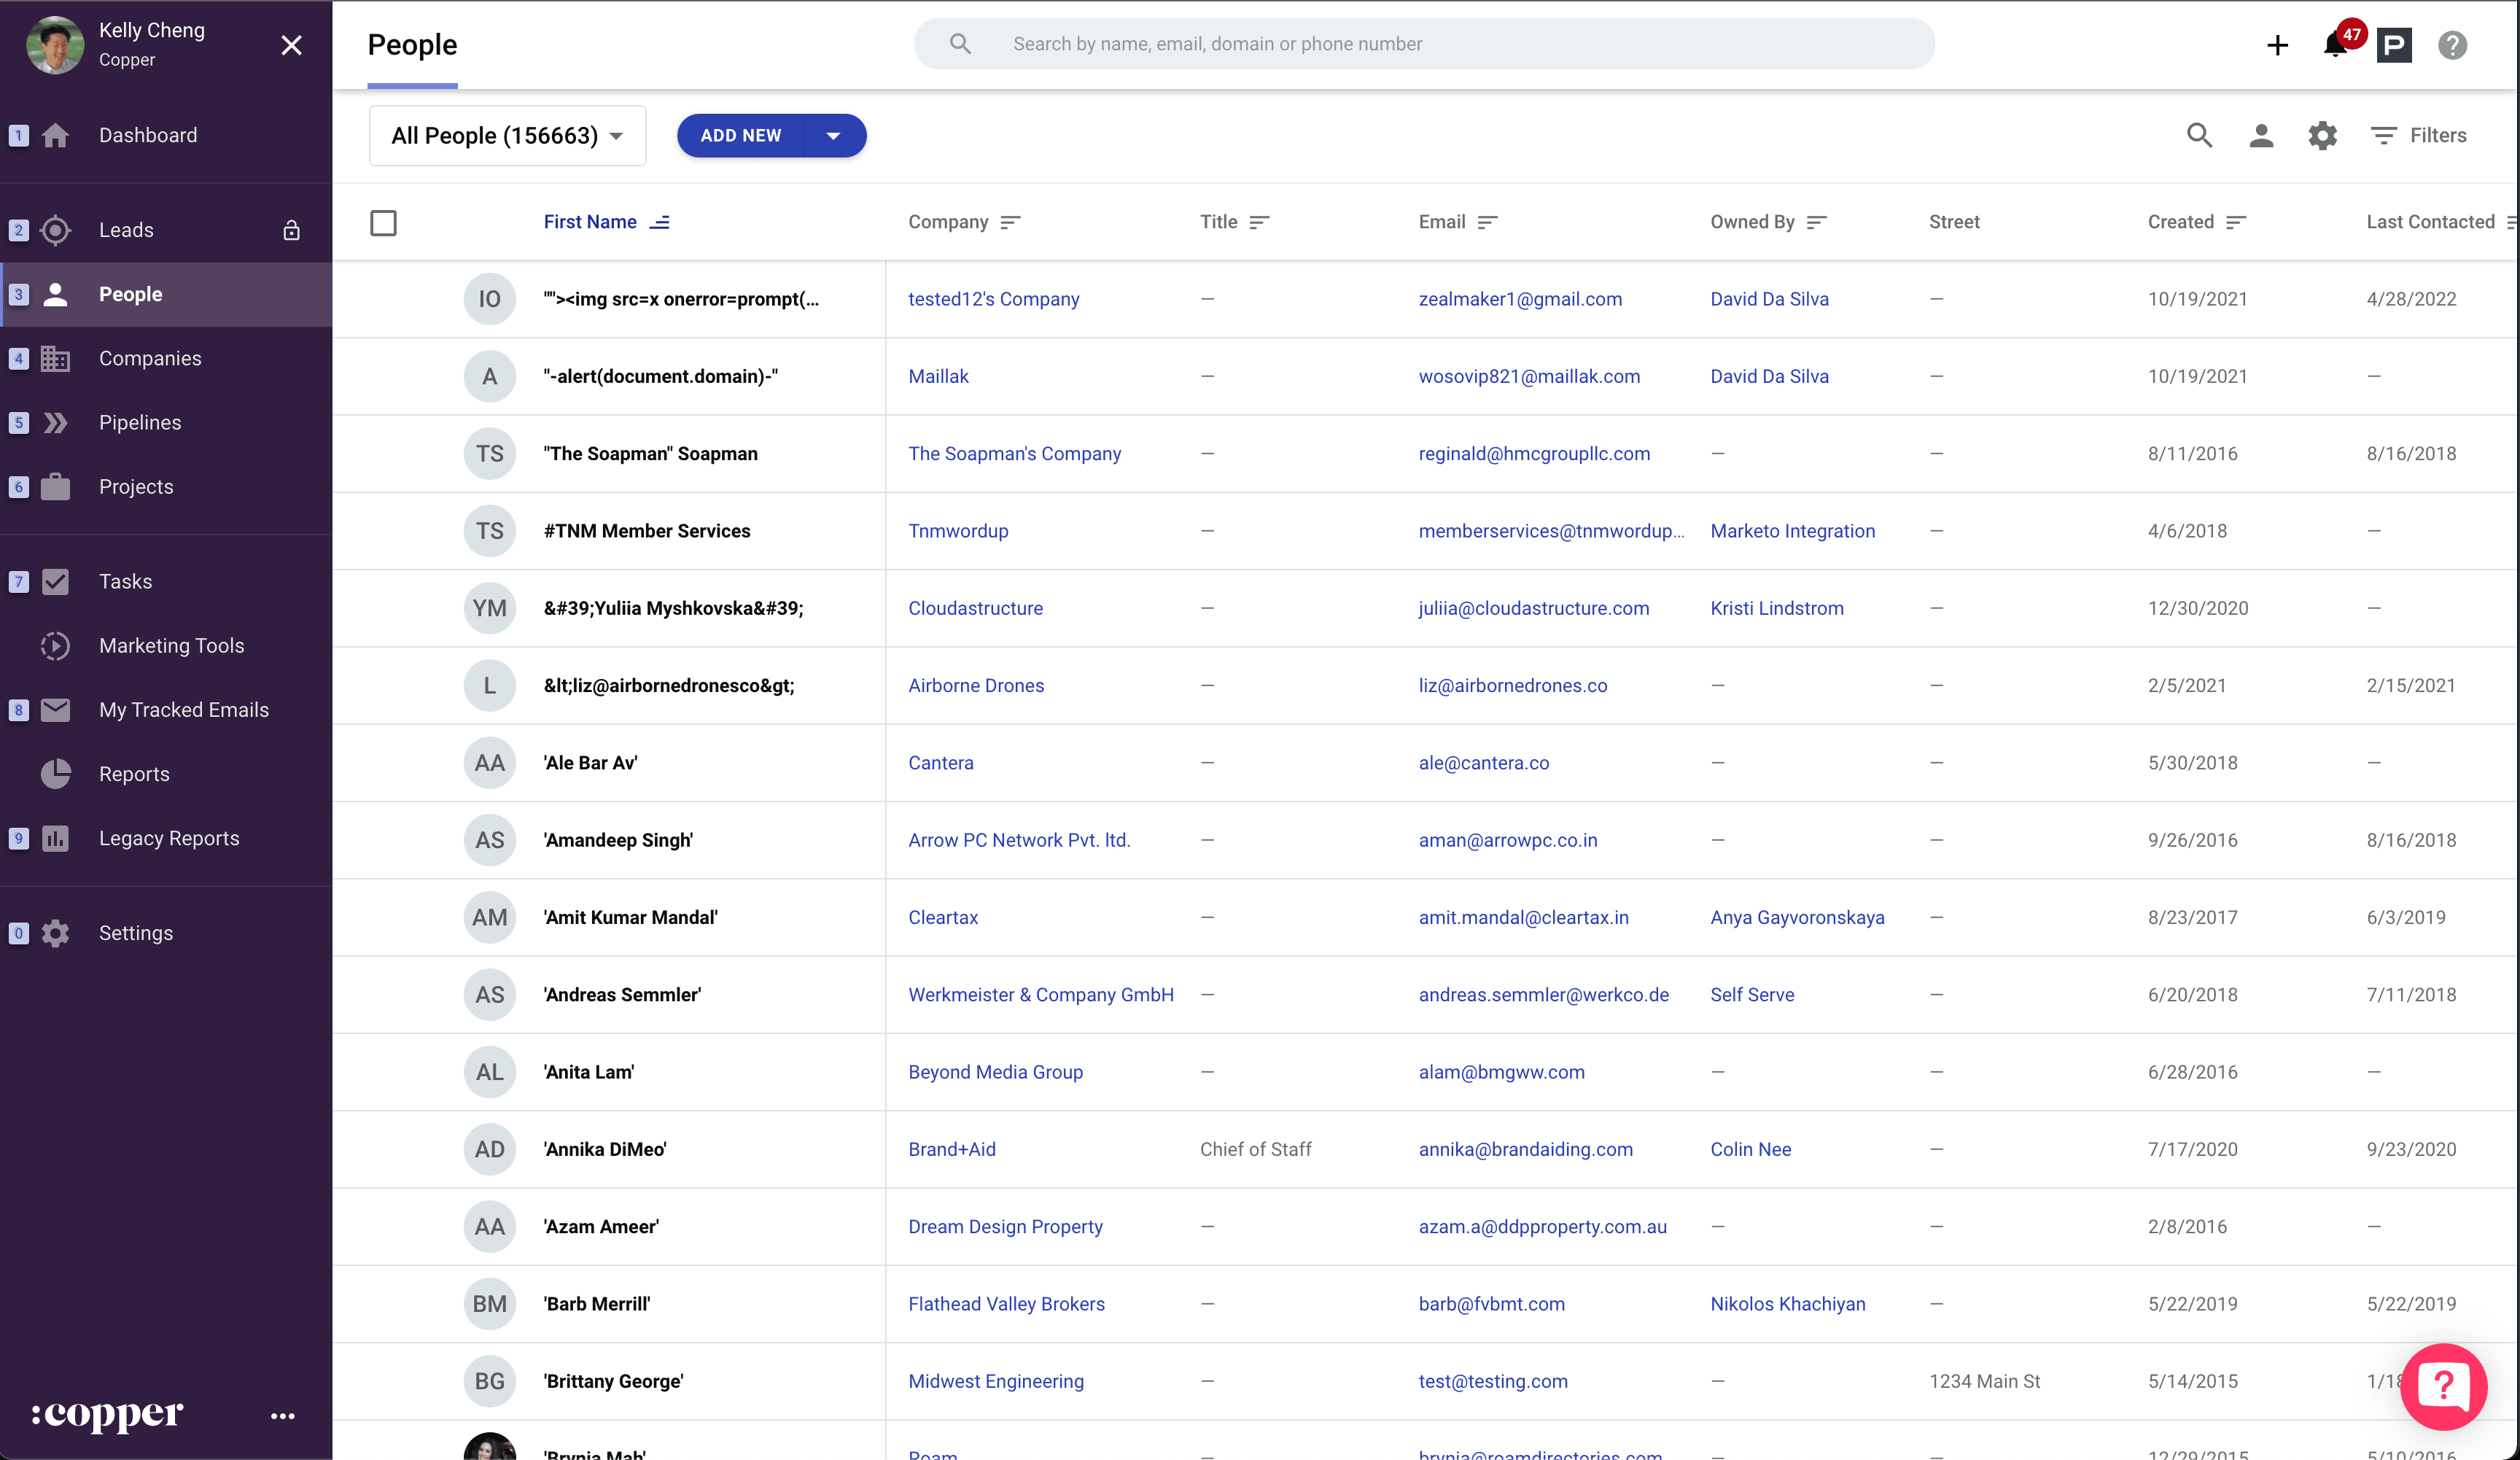 Kelly Cheng
Copper
People
Search by name, email, domain or phone number
47
P
?
1 Dashboard
2 Leads
3 People
4 Companies
5 Pipelines
6 Projects
7 Tasks
Marketing Tools
8 My Tracked Emails
Reports
9 Legacy Reports
0 Settings
:copper
All People (156663)
ADD NEW
Filters
First Name Company Title Email Owned By Street Created Last Contacted
IO ""><img src=x onerror=prompt(... tested12's Company — zealmaker1@gmail.com David Da Silva — 10/19/2021 4/28/2022
A "-alert(document.domain)-" Maillak — wosovip821@maillak.com David Da Silva — 10/19/2021 —
TS "The Soapman" Soapman The Soapman's Company — reginald@hmcgroupllc.com — — 8/11/2016 8/16/2018
TS #TNM Member Services Tnmwordup — memberservices@tnmwordup... Marketo Integration — 4/6/2018 —
YM &#39;Yuliia Myshkovska&#39; Cloudastructure — juliia@cloudastructure.com Kristi Lindstrom — 12/30/2020 —
L &lt;liz@airbornedronesco&gt; Airborne Drones — liz@airbornedrones.co — — 2/5/2021 2/15/2021
AA 'Ale Bar Av' Cantera — ale@cantera.co — — 5/30/2018 —
AS 'Amandeep Singh' Arrow PC Network Pvt. ltd. — aman@arrowpc.co.in — — 9/26/2016 8/16/2018
AM 'Amit Kumar Mandal' Cleartax — amit.mandal@cleartax.in Anya Gayvoronskaya — 8/23/2017 6/3/2019
AS 'Andreas Semmler' Werkmeister & Company GmbH — andreas.semmler@werkco.de Self Serve — 6/20/2018 7/11/2018
AL 'Anita Lam' Beyond Media Group — alam@bmgww.com — — 6/28/2016 —
AD 'Annika DiMeo' Brand+Aid Chief of Staff annika@brandaiding.com Colin Nee — 7/17/2020 9/23/2020
AA 'Azam Ameer' Dream Design Property — azam.a@ddpproperty.com.au — — 2/8/2016 —
BM 'Barb Merrill' Flathead Valley Brokers — barb@fvbmt.com Nikolos Khachiyan — 5/22/2019 5/22/2019
BG 'Brittany George' Midwest Engineering — test@testing.com — 1234 Main St 5/14/2015 1/18
?
'Brynja Mah' Roam — brynja@roamdirectories.com — — 12/29/2015 5/10/2016